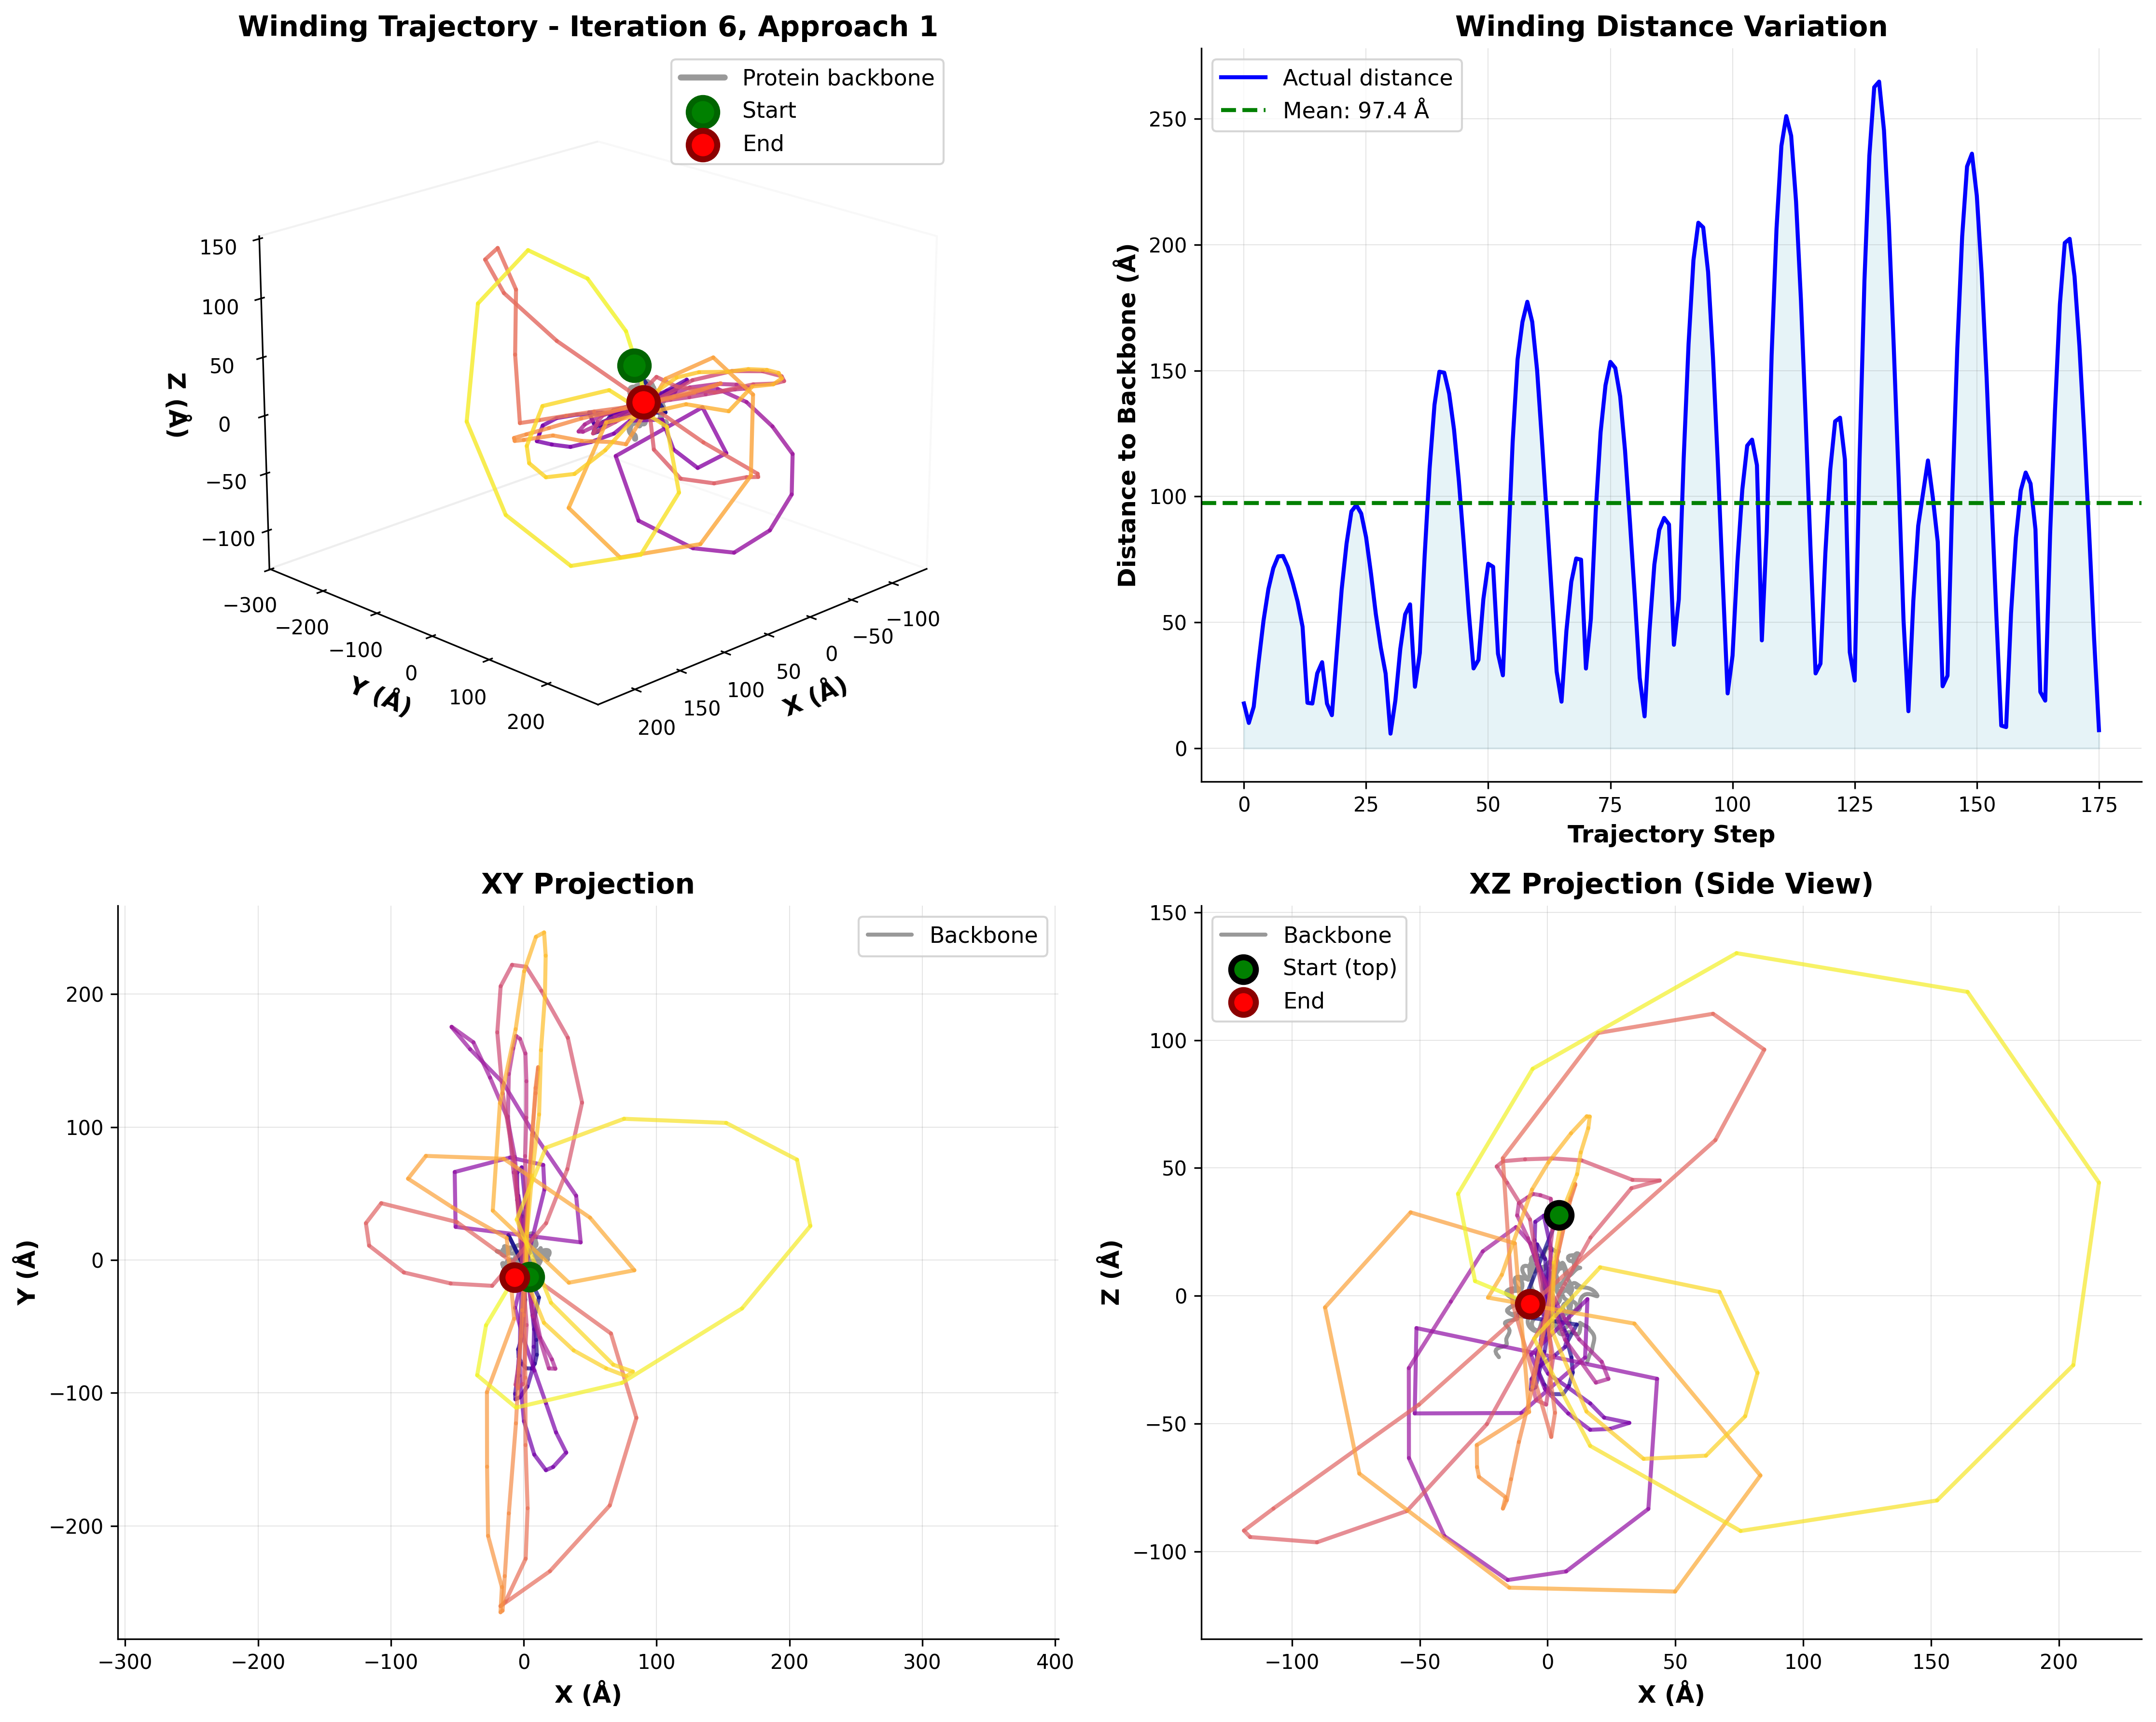 Winding Trajectory - Iteration 6, Approach 1
Protein backbone
Start
End
150
100
50
0
−50
−100
Z (Å)
−300
−200
−100
0
100
200
Y (Å)
200
150
100
50
0
−50
−100
X (Å)
Winding Distance Variation
Actual distance
Mean: 97.4 Å
250
200
150
100
50
0
Distance to Backbone (Å)
0 25 50 75 100 125 150 175
Trajectory Step
XY Projection
Backbone
200
100
0
−100
−200
Y (Å)
−300 −200 −100 0 100 200 300 400
X (Å)
XZ Projection (Side View)
Backbone
Start (top)
End
150
100
50
0
−50
−100
Z (Å)
−100 −50 0 50 100 150 200
X (Å)